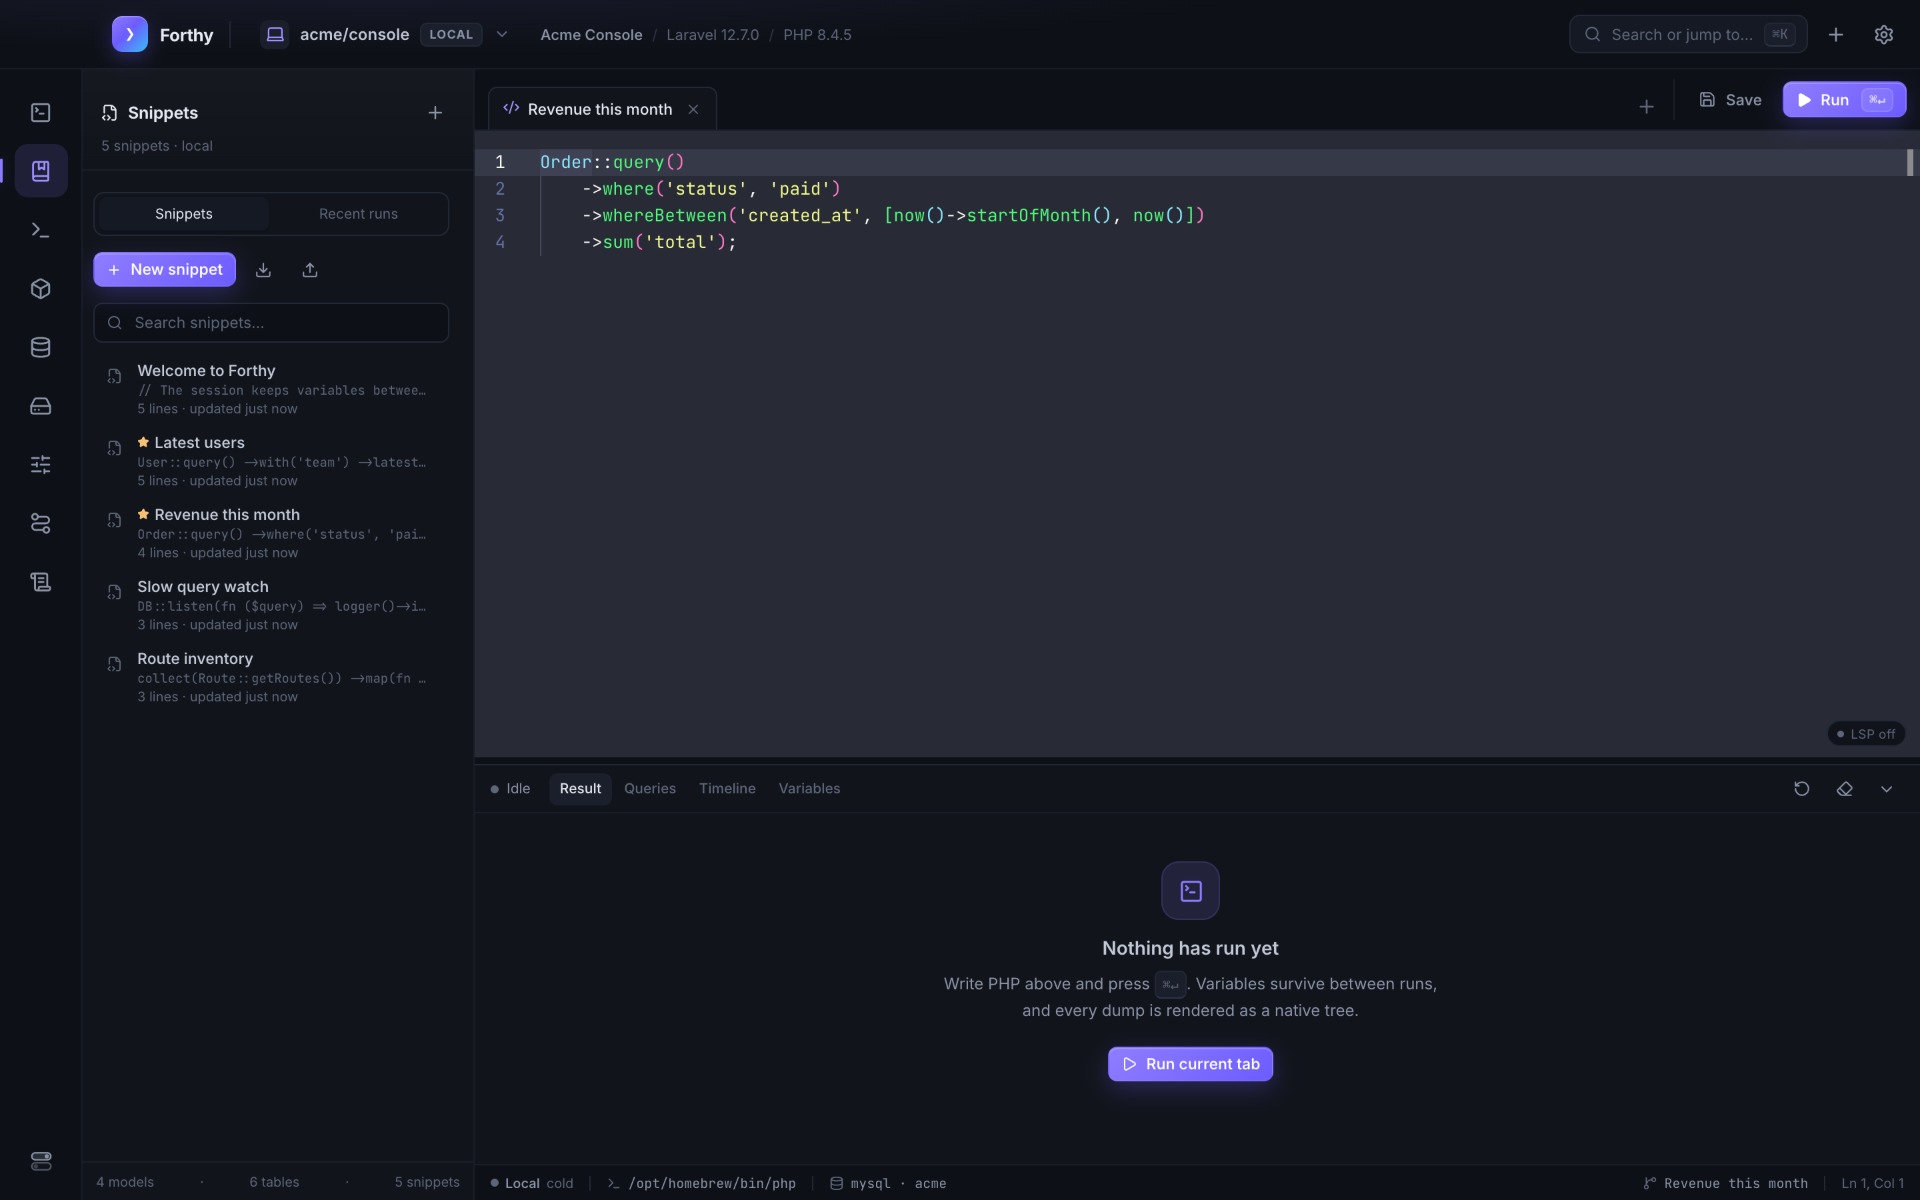 Forthy
acme/console LOCAL
Acme Console / Laravel 12.7.0 / PHP 8.4.5
Search or jump to... ⌘K
Snippets
5 snippets · local
Snippets
Recent runs
New snippet
Search snippets...
Welcome to Forthy
// The session keeps variables betwee…
5 lines · updated just now
Latest users
User::query() ->with('team') ->latest…
5 lines · updated just now
Revenue this month
Order::query() ->where('status', 'pai…
4 lines · updated just now
Slow query watch
DB::listen(fn ($query) => logger()->i…
3 lines · updated just now
Route inventory
collect(Route::getRoutes()) ->map(fn …
3 lines · updated just now
4 models · 6 tables · 5 snippets
Revenue this month
Save
Run ⌘↵
1 Order::query()
2 ->where('status', 'paid')
3 ->whereBetween('created_at', [now()->startOfMonth(), now()])
4 ->sum('total');
LSP off
Idle
Result
Queries
Timeline
Variables
Nothing has run yet
Write PHP above and press ⌘↵. Variables survive between runs,
and every dump is rendered as a native tree.
Run current tab
Local cold
/opt/homebrew/bin/php
mysql · acme
Revenue this month
Ln 1, Col 1